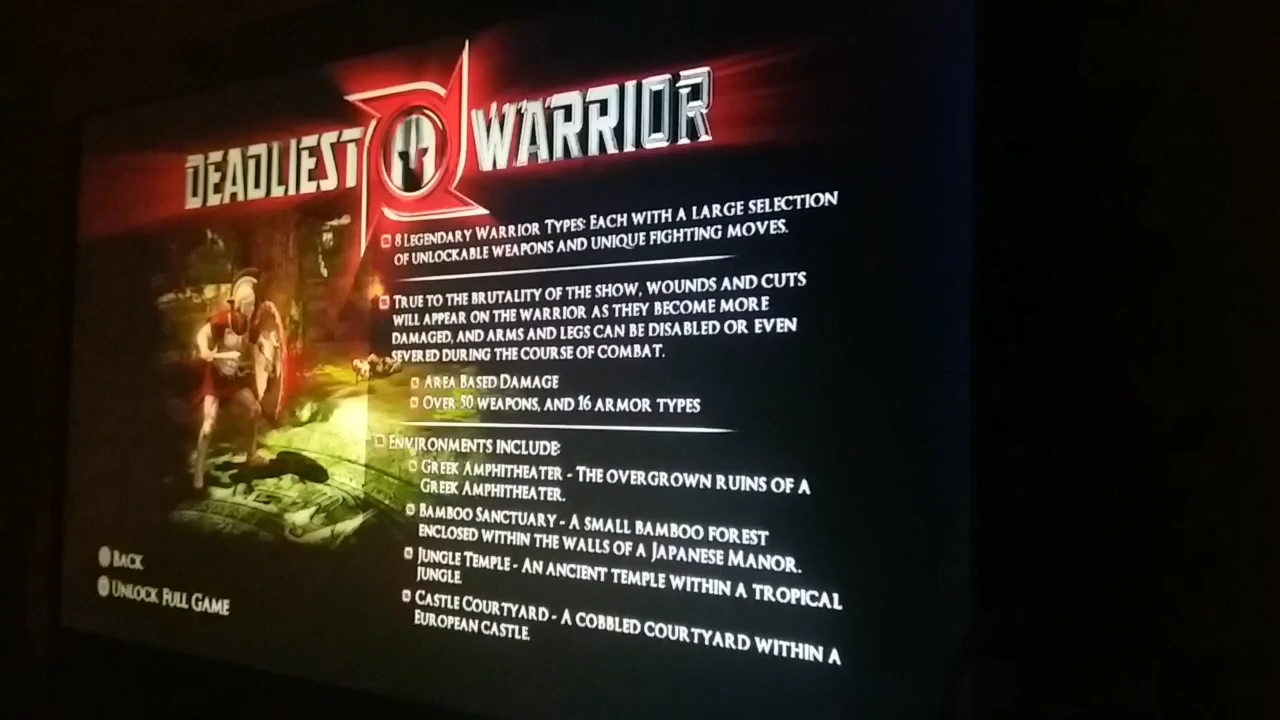 DEADLIEST WARRIOR
8 LEGENDARY WARRIOR TYPES: EACH WITH A LARGE SELECTION
OF UNLOCKABLE WEAPONS AND UNIQUE FIGHTING MOVES.
TRUE TO THE BRUTALITY OF THE SHOW, WOUNDS AND CUTS
WILL APPEAR ON THE WARRIOR AS THEY BECOME MORE
DAMAGED, AND ARMS AND LEGS CAN BE DISABLED OR EVEN
SEVERED DURING THE COURSE OF COMBAT.
AREA BASED DAMAGE
OVER 50 WEAPONS, AND 16 ARMOR TYPES
ENVIRONMENTS INCLUDE:
GREEK AMPHITHEATER - THE OVERGROWN RUINS OF A
GREEK AMPHITHEATER.
BAMBOO SANCTUARY - A SMALL BAMBOO FOREST
ENCLOSED WITHIN THE WALLS OF A JAPANESE MANOR.
JUNGLE TEMPLE - AN ANCIENT TEMPLE WITHIN A TROPICAL
JUNGLE.
CASTLE COURTYARD - A COBBLED COURTYARD WITHIN A
EUROPEAN CASTLE.
BACK
UNLOCK FULL GAME